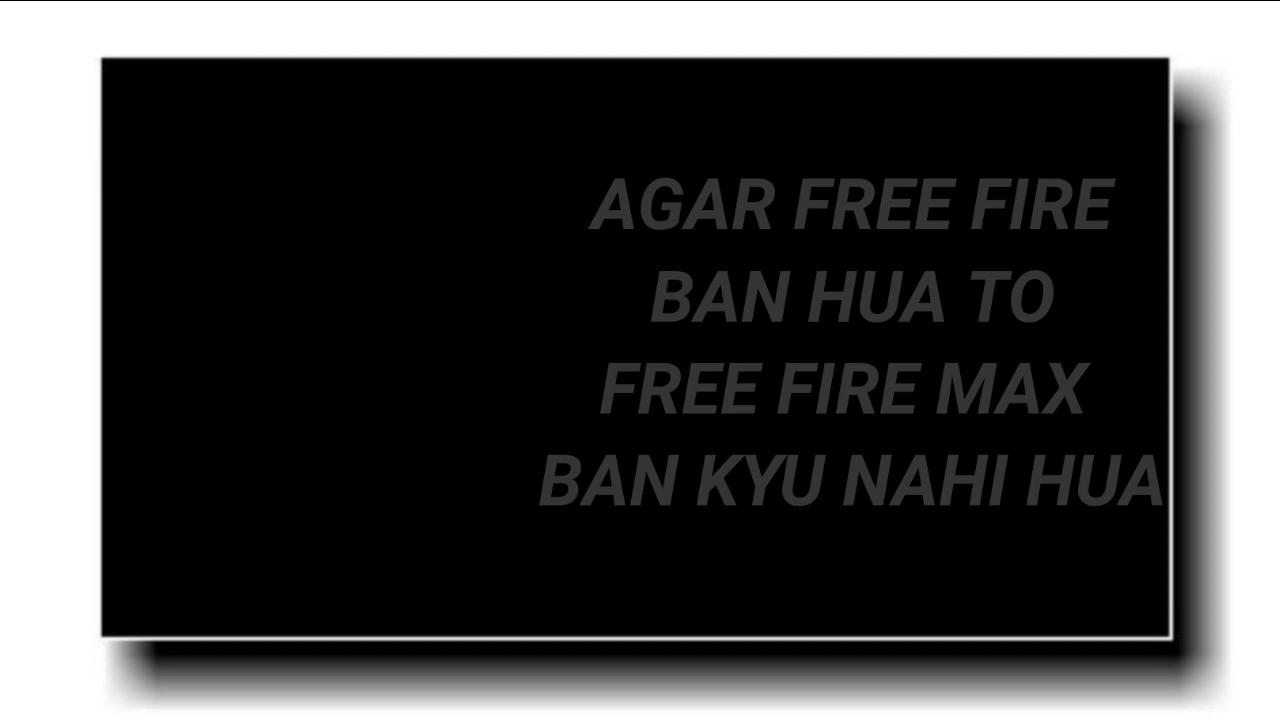 AGAR FREE FIRE
BAN HUA TO
FREE FIRE MAX
BAN KYU NAHI HUA